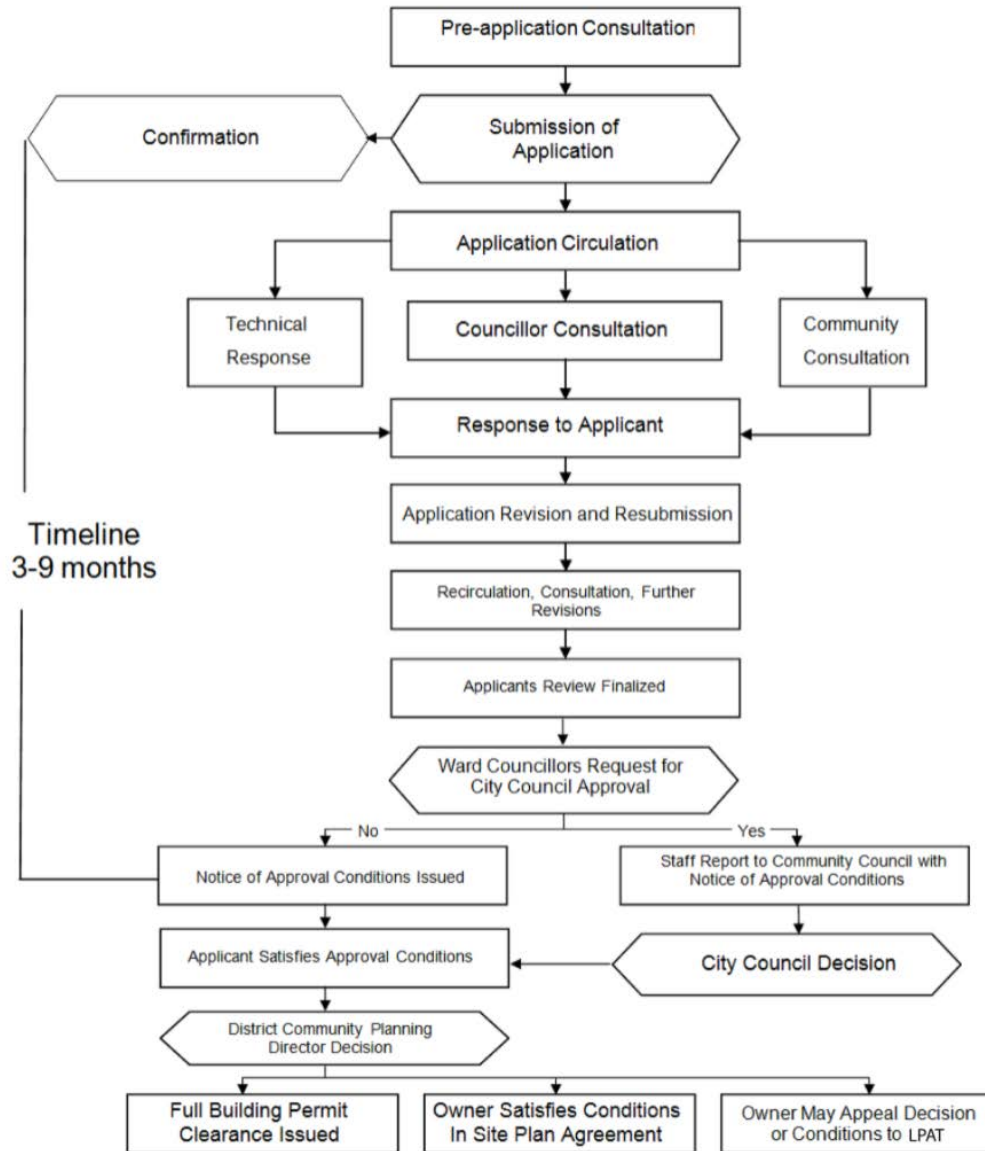 Pre-application Consultation
Confirmation
Submission of
Application
Application Circulation
Technical
Response
Councillor Consultation
Community
Consultation
Response to Applicant
Application Revision and Resubmission
Timeline
3-9 months
Recirculation, Consultation, Further
Revisions
Applicants Review Finalized
Ward Councillors Request for
City Council Approval
No
Yes
Notice of Approval Conditions Issued
Staff Report to Community Council with
Notice of Approval Conditions
Applicant Satisfies Approval Conditions
City Council Decision
District Community Planning
Director Decision
Full Building Permit
Clearance Issued
Owner Satisfies Conditions
In Site Plan Agreement
Owner May Appeal Decision
or Conditions to LPAT